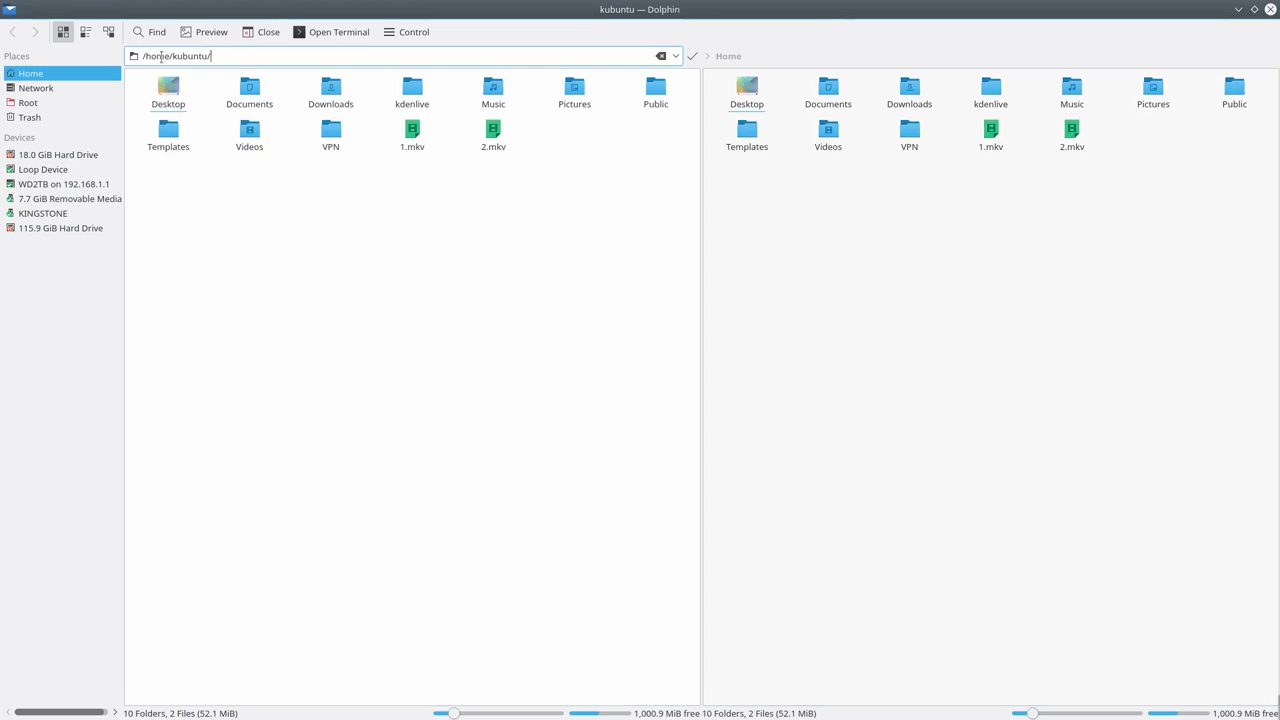 kubuntu — Dolphin
Find Preview Close Open Terminal Control
Places /home/kubuntu/ Home
Home
Network
Root
Trash
Devices
18.0 GiB Hard Drive
Loop Device
WD2TB on 192.168.1.1
7.7 GiB Removable Media
KINGSTONE
115.9 GiB Hard Drive
Desktop Documents Downloads kdenlive Music Pictures Public
Templates Videos VPN 1.mkv 2.mkv
Desktop Documents Downloads kdenlive Music Pictures Public
Templates Videos VPN 1.mkv 2.mkv
10 Folders, 2 Files (52.1 MiB) 1,000.9 MiB free
10 Folders, 2 Files (52.1 MiB) 1,000.9 MiB fre